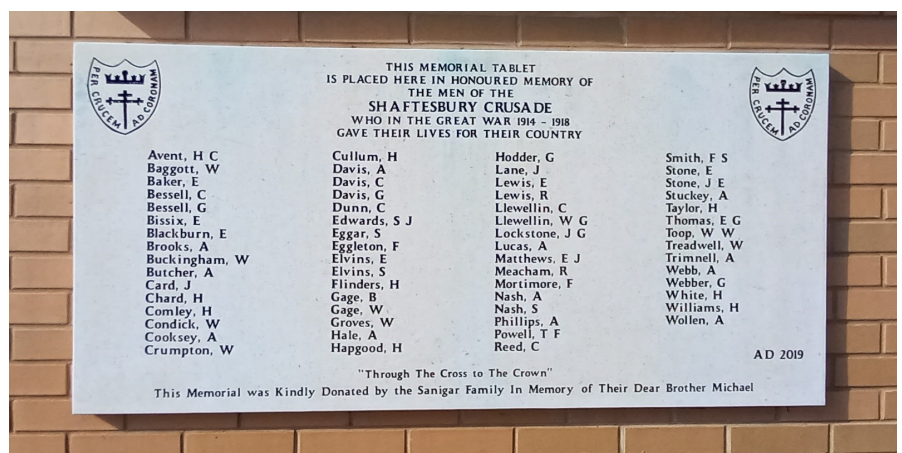 PER CRUCEM AD CORONAM
THIS MEMORIAL TABLET
IS PLACED HERE IN HONOURED MEMORY OF
THE MEN OF THE
SHAFTESBURY CRUSADE
WHO IN THE GREAT WAR 1914 - 1918
GAVE THEIR LIVES FOR THEIR COUNTRY
PER CRUCEM AD CORONAM
Avent, H C
Baggott, W
Baker, E
Bessell, C
Bessell, G
Bissix, E
Blackburn, E
Brooks, A
Buckingham, W
Butcher, A
Card, J
Chard, H
Comley, H
Condick, W
Cooksey, A
Crumpton, W
Cullum, H
Davis, A
Davis, C
Davis, G
Dunn, C
Edwards, S J
Eggar, S
Eggleton, F
Elvins, E
Elvins, S
Flinders, H
Gage, B
Gage, W
Groves, W
Hale, A
Hapgood, H
Hodder, G
Lane, J
Lewis, E
Lewis, R
Llewellin, C
Llewellin, W G
Lockstone, J G
Lucas, A
Matthews, E J
Meacham, R
Mortimore, F
Nash, A
Nash, S
Phillips, A
Powell, T F
Reed, C
Smith, F S
Stone, E
Stone, J E
Stuckey, A
Taylor, H
Thomas, E G
Toop, W W
Treadwell, W
Trimnell, A
Webb, A
Webber, G
White, H
Williams, H
Wollen, A
AD 2019
"Through The Cross to The Crown"
This Memorial was Kindly Donated by the Sanigar Family In Memory of Their Dear Brother Michael